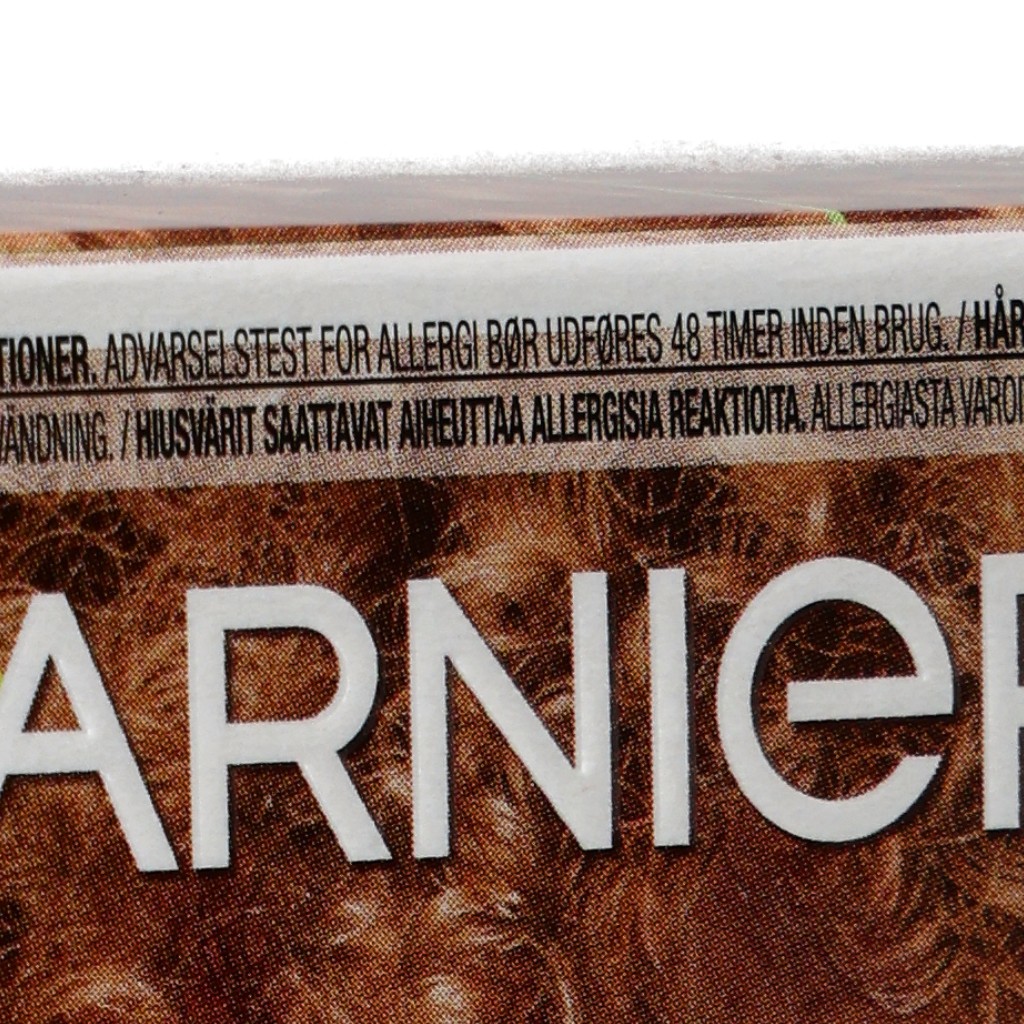 TIONER. ADVARSELSTEST FOR ALLERGI BØR UDFØRES 48 TIMER INDEN BRUG. / HÅR
VÄNDNING. / HIUSVÄRIT SAATTAVAT AIHEUTTAA ALLERGISIA REAKTIOITA. ALLERGIASTA VAROI
ARNIER